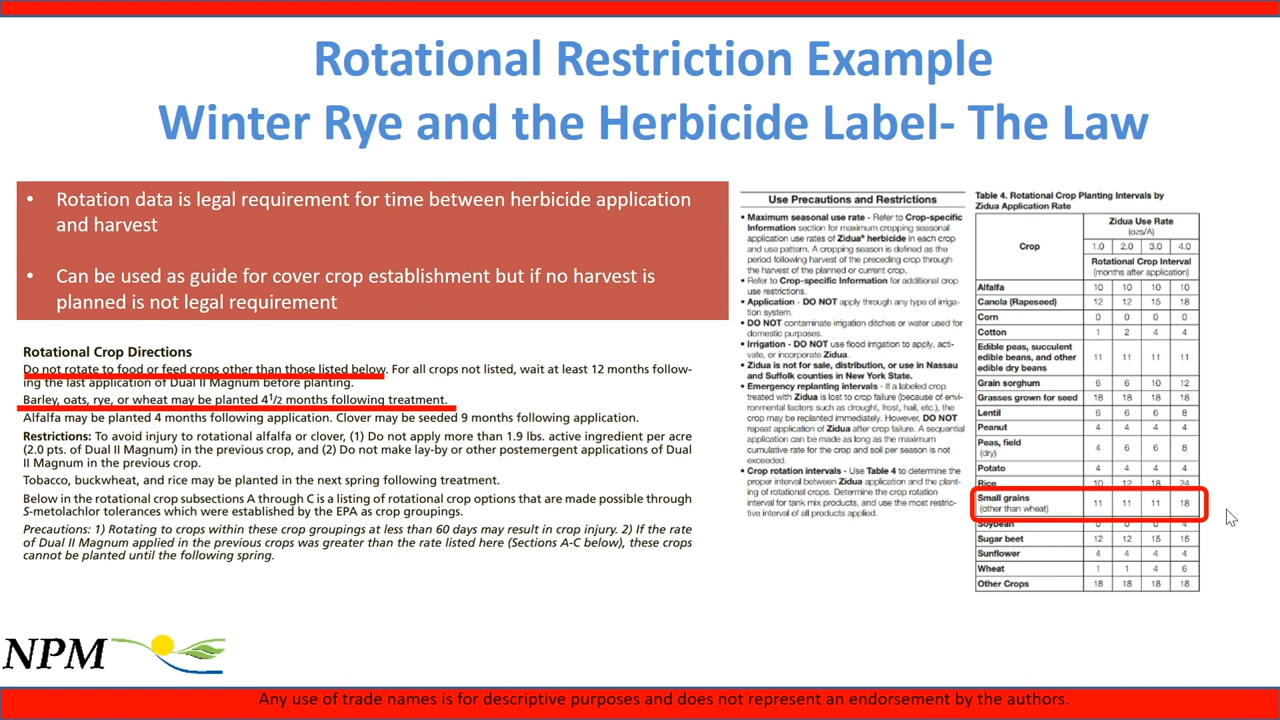 Rotational Restriction Example
Winter Rye and the Herbicide Label- The Law
• Rotation data is legal requirement for time between herbicide application
and harvest
• Can be used as guide for cover crop establishment but if no harvest is
planned is not legal requirement
Rotational Crop Directions
Do not rotate to food or feed crops other than those listed below. For all crops not listed, wait at least 12 months follow-
ing the last application of Dual II Magnum before planting.
Barley, oats, rye, or wheat may be planted 4 1/2 months following treatment.
Alfalfa may be planted 4 months following application. Clover may be seeded 9 months following application.
Restrictions: To avoid injury to rotational alfalfa or clover, (1) Do not apply more than 1.9 lbs. active ingredient per acre
(2.0 pts. of Dual II Magnum) in the previous crop, and (2) Do not make lay-by or other postemergent applications of Dual
II Magnum in the previous crop.
Tobacco, buckwheat, and rice may be planted in the next spring following treatment.
Below in the rotational crop subsections A through C is a listing of rotational crop options that are made possible through
S-metolachlor tolerances which were established by the EPA as crop groupings.
Precautions: 1) Rotating to crops within these crop groupings at less than 60 days may result in crop injury. 2) If the rate
of Dual II Magnum applied in the previous crops was greater than the rate listed here (Sections A-C below), these crops
cannot be planted until the following spring.
Use Precautions and Restrictions
• Maximum seasonal use rate - Refer to Crop-specific
Information section for maximum cropping seasonal
application use rates of Zidua® herbicide in each crop
and use pattern. A cropping season is defined as the
period following harvest of the preceding crop through
the harvest of the planned or current crop.
• Refer to Crop-specific Information for additional crop
use restrictions.
• Application - DO NOT apply through any type of irriga-
tion system.
• DO NOT contaminate irrigation ditches or water used for
domestic purposes.
• Irrigation - DO NOT use flood irrigation to apply, acti-
vate, or incorporate Zidua.
• Zidua is not for sale, distribution, or use in Nassau
and Suffolk counties in New York State.
• Emergency replanting intervals - If a labeled crop
treated with Zidua is lost to crop failure (because of envi-
ronmental factors such as drought, frost, hail, etc.), the
crop may be replanted immediately. However, DO NOT
repeat application of Zidua after crop failure. A sequential
application can be made as long as the maximum
cumulative rate for the crop and soil per season is not
exceeded.
• Crop rotation intervals - Use Table 4 to determine the
proper interval between Zidua application and the plant-
ing of rotational crops. Determine the crop rotation
interval for tank mix products, and use the most restric-
tive interval of all products applied.
Table 4. Rotational Crop Planting Intervals by
Zidua Application Rate
Crop
Zidua Use Rate
(ozs/A)
1.0 2.0 3.0 4.0
Rotational Crop Interval
(months after application)
Alfalfa 10 10 10 10
Canola (Rapeseed) 12 12 15 18
Corn 0 0 0 0
Cotton 1 2 4 4
Edible peas, succulent
edible beans, and other
edible dry beans
11 11 11 11
Grain sorghum 6 6 10 12
Grasses grown for seed 18 18 18 18
Lentil 6 6 6 8
Peanut 4 4 4 4
Peas, field
(dry)
4 6 6 8
Potato 4 4 4 4
Rice 10 12 18 24
Small grains
(other than wheat)
11 11 11 18
Soybean 0 0 0 4
Sugar beet 12 12 15 15
Sunflower 4 4 4 4
Wheat 1 1 4 6
Other Crops 18 18 18 18
NPM
Any use of trade names is for descriptive purposes and does not represent an endorsement by the authors.